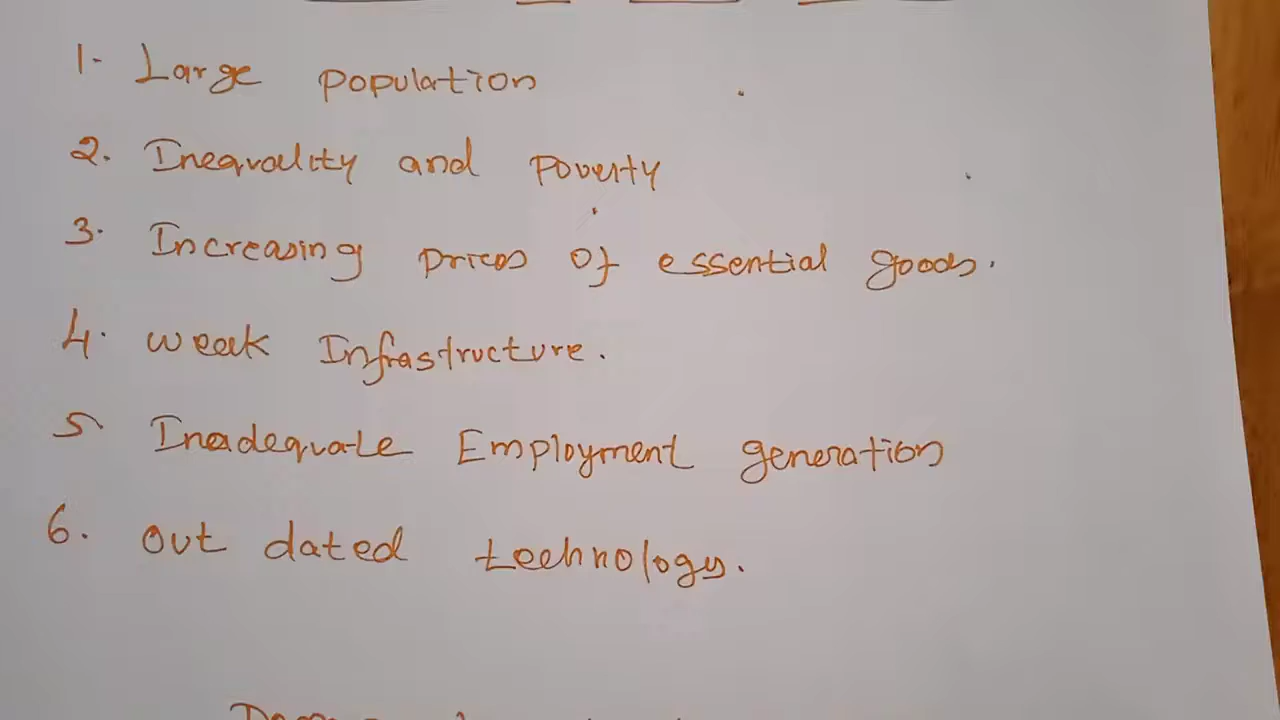 1. Large population
2. Inequality and Poverty
3. Increasing prices of essential goods.
4. weak Infrastructure.
5. Inadequate Employment generation
6. out dated technology.